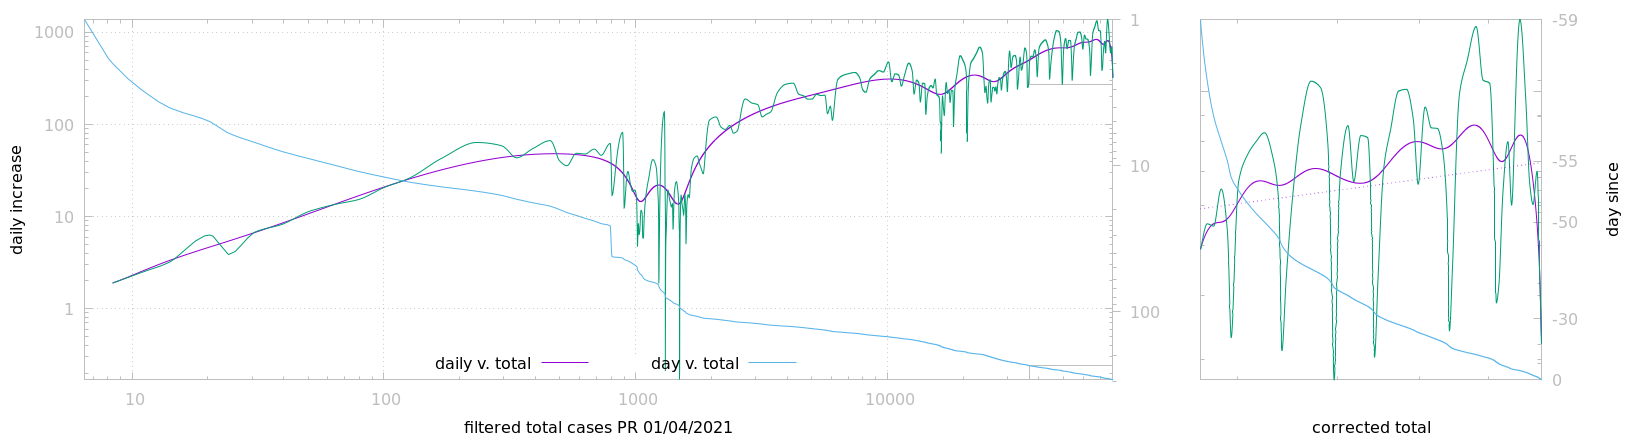 1000
100
10
1
daily increase
10
100
1000
10000
filtered total cases PR 01/04/2021
daily v. total
day v. total
1
10
100
-59
-55
-50
-30
0
day since
corrected total